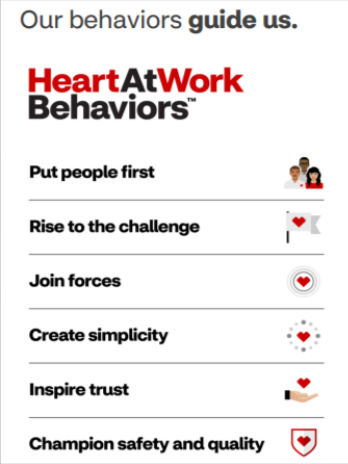 Our behaviors guide us.
HeartAtWork
Behaviors™
Put people first
Rise to the challenge
Join forces
Create simplicity
Inspire trust
Champion safety and quality